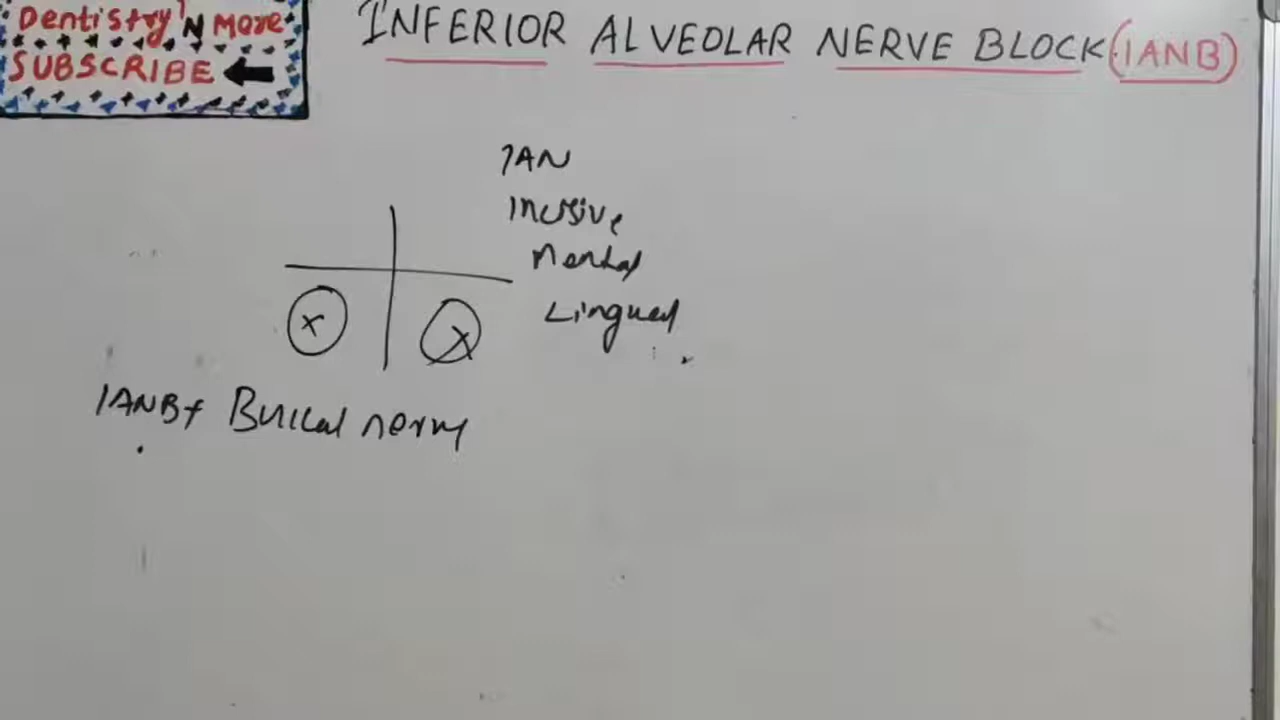 Dentistry 'N More
SUBSCRIBE
INFERIOR ALVEOLAR NERVE BLOCK (IANB)
IAN
Incisive
Mental
Lingual
x x
IANB+ Buccal nerve